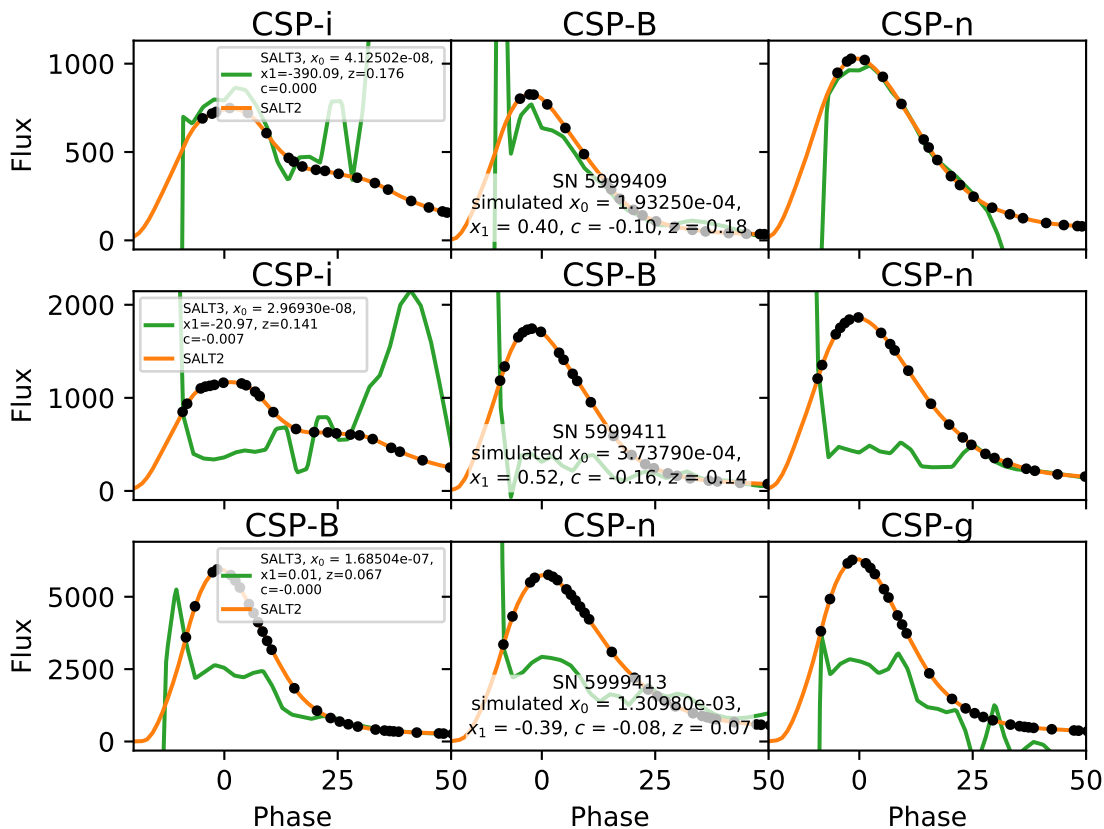 CSP-i CSP-B CSP-n
Flux
1000
500
0
SALT3, x0 = 4.12502e-08,
x1=-390.09, z=0.176
c=0.000
SALT2
SN 5999409
simulated x0 = 1.93250e-04,
x1 = 0.40, c = -0.10, z = 0.18
CSP-i CSP-B CSP-n
Flux
2000
1000
0
SALT3, x0 = 2.96930e-08,
x1=-20.97, z=0.141
c=-0.007
SALT2
SN 5999411
simulated x0 = 3.73790e-04,
x1 = 0.52, c = -0.16, z = 0.14
CSP-B CSP-n CSP-g
Flux
5000
2500
0
SALT3, x0 = 1.68504e-07,
x1=0.01, z=0.067
c=-0.000
SALT2
SN 5999413
simulated x0 = 1.30980e-03,
x1 = -0.39, c = -0.08, z = 0.07
0 25 50 0 25 50 0 25 50
Phase Phase Phase